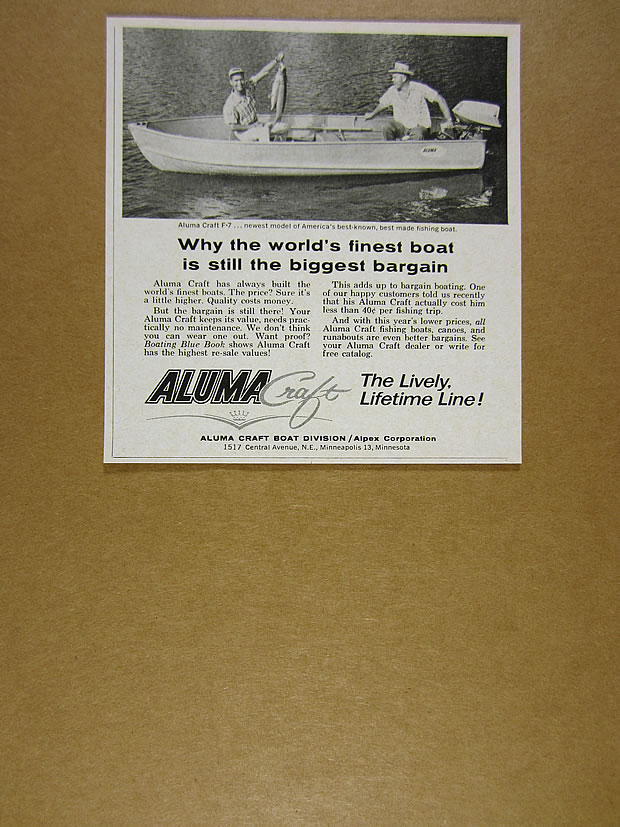 ALUMA
Aluma Craft F-7 . . . newest model of America's best-known, best made fishing boat.
Why the world's finest boat
is still the biggest bargain
Aluma Craft has always built the
world's finest boats. The price? Sure it's
a little higher. Quality costs money.
But the bargain is still there! Your
Aluma Craft keeps its value, needs prac-
tically no maintenance. We don't think
you can wear one out. Want proof?
Boating Blue Book shows Aluma Craft
has the highest re-sale values!
This adds up to bargain boating. One
of our happy customers told us recently
that his Aluma Craft actually cost him
less than 40¢ per fishing trip.
And with this year's lower prices, all
Aluma Craft fishing boats, canoes, and
runabouts are even better bargains. See
your Aluma Craft dealer or write for
free catalog.
ALUMA Craft
The Lively,
Lifetime Line!
ALUMA CRAFT BOAT DIVISION/Alpex Corporation
1517 Central Avenue, N.E., Minneapolis 13, Minnesota